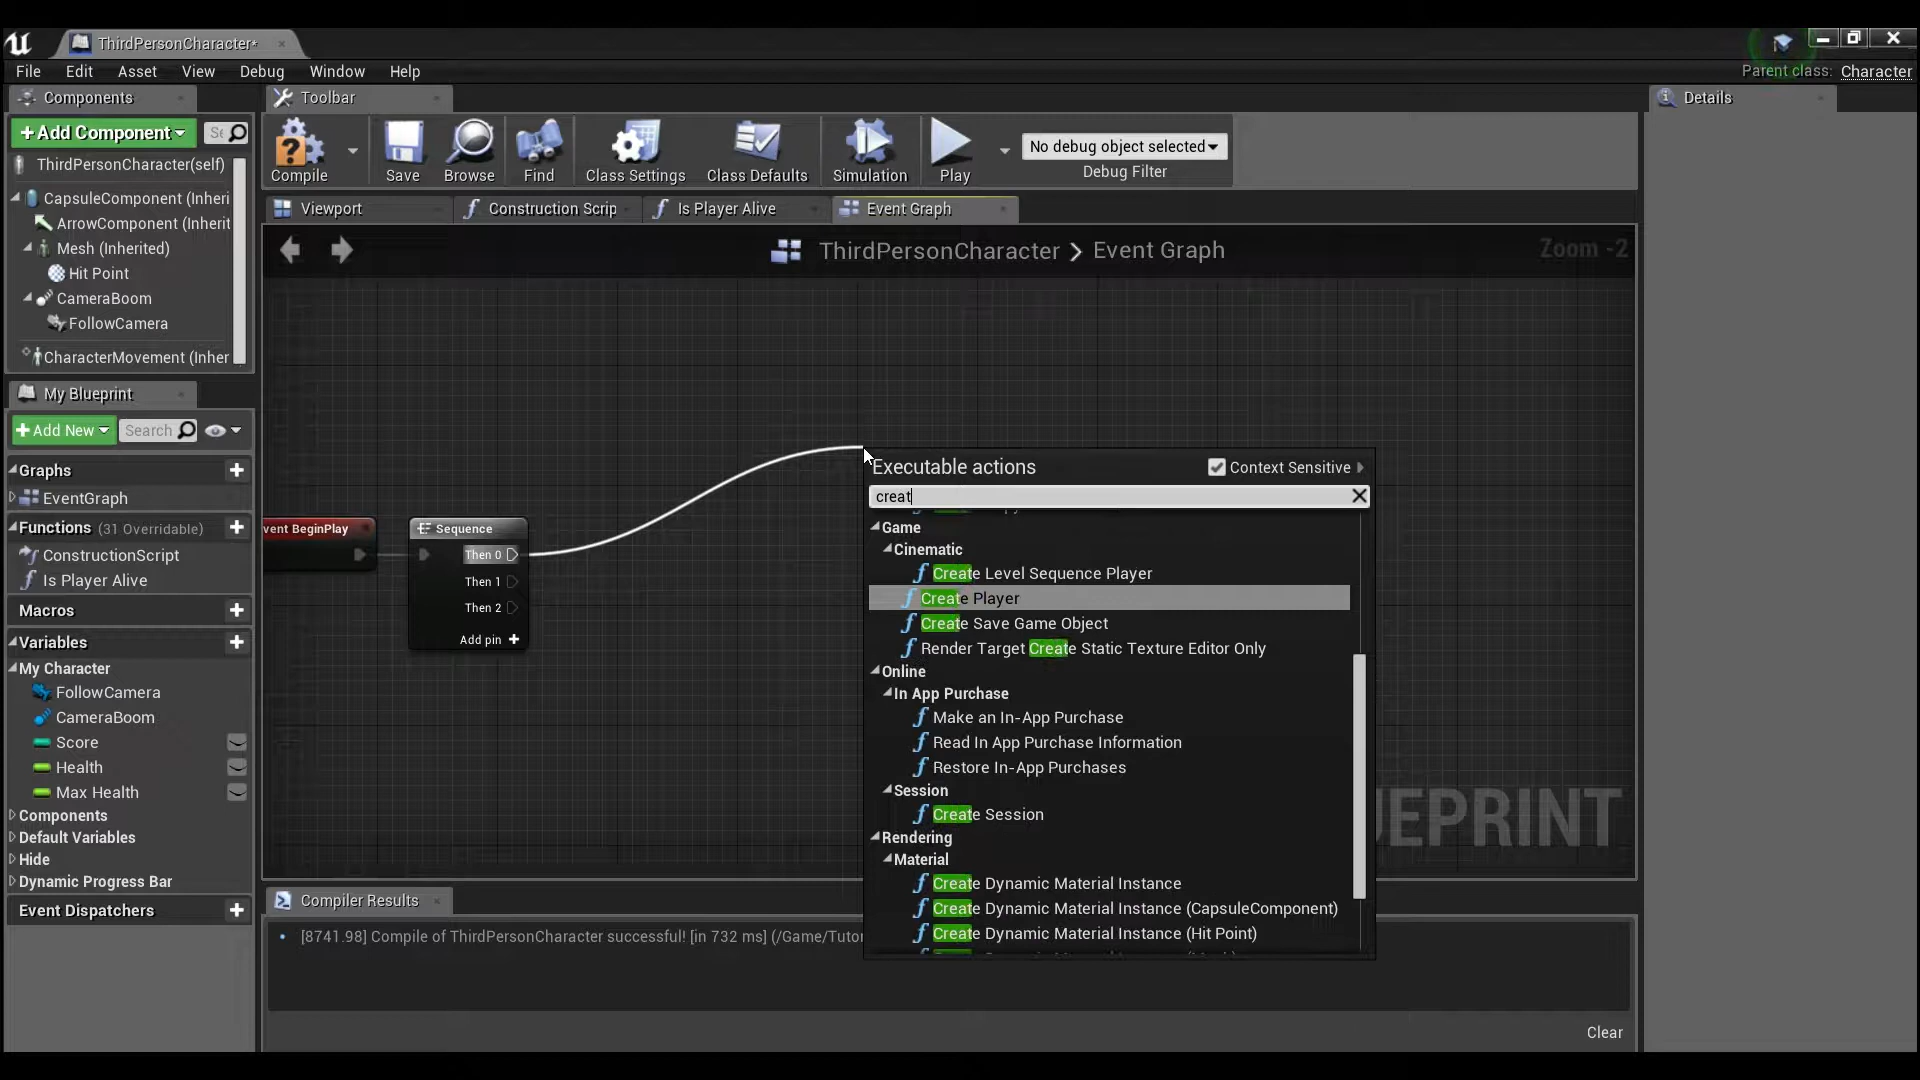 ThirdPersonCharacter*
File Edit Asset View Debug Window Help
Parent class: Character
Components
Toolbar
Details
+Add Component
Se
ThirdPersonCharacter(self)
CapsuleComponent (Inheri
ArrowComponent (Inherit
Mesh (Inherited)
Hit Point
CameraBoom
FollowCamera
CharacterMovement (Inher
Compile Save Browse Find Class Settings Class Defaults Simulation Play
No debug object selected
Debug Filter
Viewport
Construction Scrip
Is Player Alive
Event Graph
ThirdPersonCharacter > Event Graph
Zoom -2
My Blueprint
+Add New
Search
Graphs
EventGraph
Functions (31 Overridable)
ConstructionScript
Is Player Alive
Macros
Variables
My Character
FollowCamera
CameraBoom
Score
Health
Max Health
Components
Default Variables
Hide
Dynamic Progress Bar
Event Dispatchers
vent BeginPlay
Sequence
Then 0
Then 1
Then 2
Add pin +
Executable actions
Context Sensitive
creat
Game
Cinematic
Create Level Sequence Player
Create Player
Create Save Game Object
Render Target Create Static Texture Editor Only
Online
In App Purchase
Make an In-App Purchase
Read In App Purchase Information
Restore In-App Purchases
Session
Create Session
Rendering
Material
Create Dynamic Material Instance
Create Dynamic Material Instance (CapsuleComponent)
Create Dynamic Material Instance (Hit Point)
EPRINT
Compiler Results
[8741.98] Compile of ThirdPersonCharacter successful! [in 732 ms] (/Game/Tutor
Clear